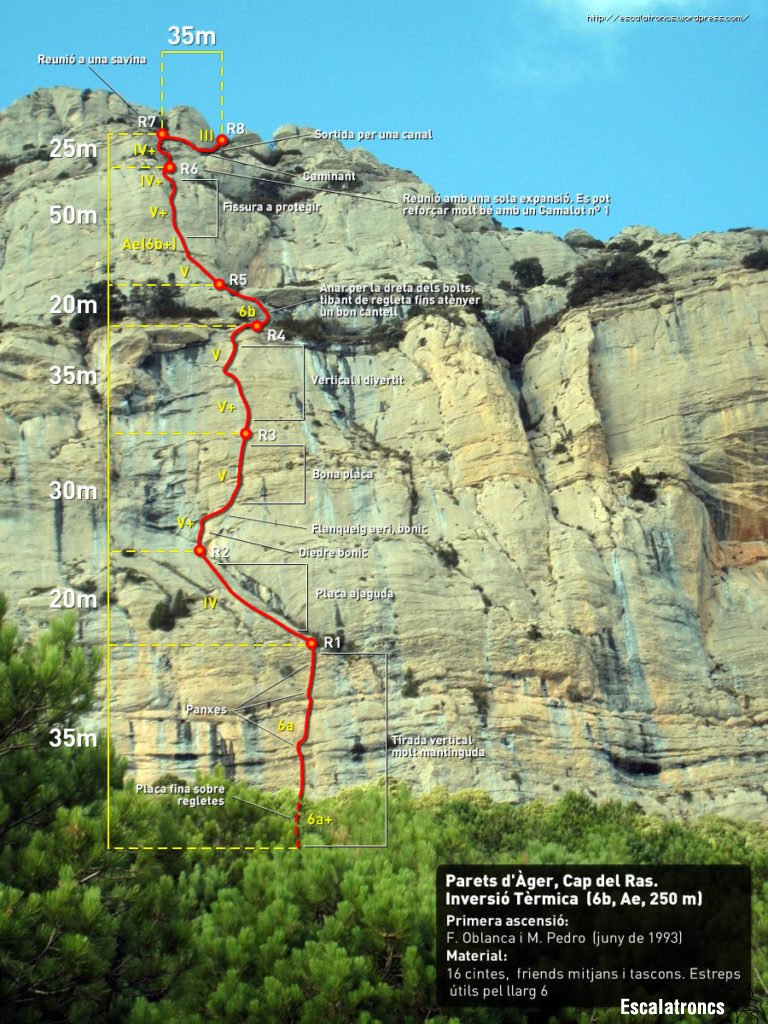 http://escalatroncs.wordpress.com/
35m
Reunió a una savina
R7
R8
III
Sortida per una canal
25m
IV+
R6
Caminant
IV+
Reunió amb una sola expansió. Es pot
reforçar molt bé amb un Camalot nº 1
50m
V+
Fissura a protegir
Ae(6b+)
V
R5
Anar per la dreta dels bolts,
tibant de regleta fins atènyer
un bon cantell
20m
6b
R4
V
35m
Vertical i divertit
V+
R3
V
Bona placa
30m
V+
Flanqueig aeri, bonic
R2
Diedre bonic
20m
IV
Placa ajaguda
R1
Panxes
6a
35m
Tirada vertical
molt mantinguda
Placa fina sobre
regletes
6a+
Parets d'Àger, Cap del Ras.
Inversió Tèrmica (6b, Ae, 250 m)
Primera ascensió:
F. Oblanca i M. Pedro (juny de 1993)
Material:
16 cintes, friends mitjans i tascons. Estreps
útils pel llarg 6
Escalatroncs